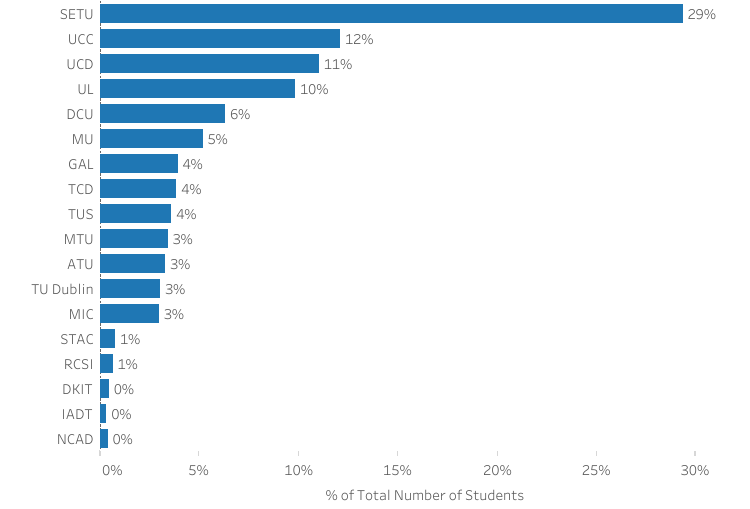 SETU 29%
UCC 12%
UCD 11%
UL 10%
DCU 6%
MU 5%
GAL 4%
TCD 4%
TUS 4%
MTU 3%
ATU 3%
TU Dublin 3%
MIC 3%
STAC 1%
RCSI 1%
DKIT 0%
IADT 0%
NCAD 0%
0% 5% 10% 15% 20% 25% 30%
% of Total Number of Students